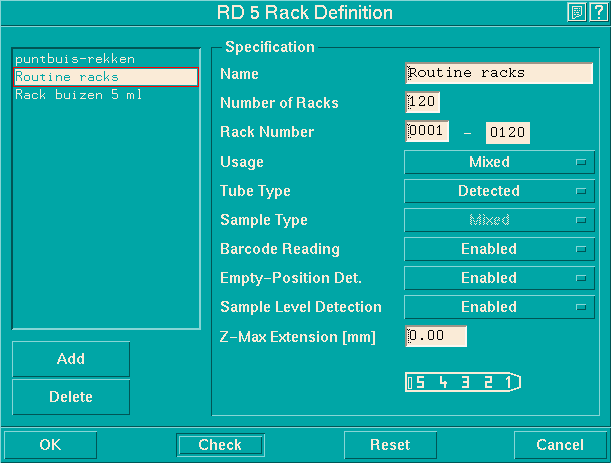 RD 5 Rack Definition
?
puntbuis-rekken
Routine racks
Rack buizen 5 ml
Specification
Name Routine racks
Number of Racks 120
Rack Number 0001 - 0120
Usage Mixed
Tube Type Detected
Sample Type Mixed
Barcode Reading Enabled
Empty-Position Det. Enabled
Sample Level Detection Enabled
Z-Max Extension [mm] 0.00
5 4 3 2 1
Add
Delete
OK Check Reset Cancel